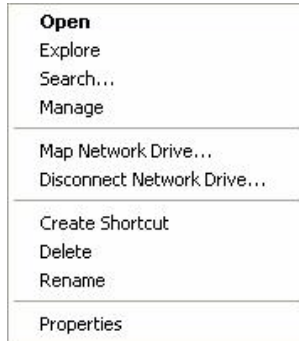 Open
Explore
Search...
Manage
Map Network Drive...
Disconnect Network Drive...
Create Shortcut
Delete
Rename
Properties